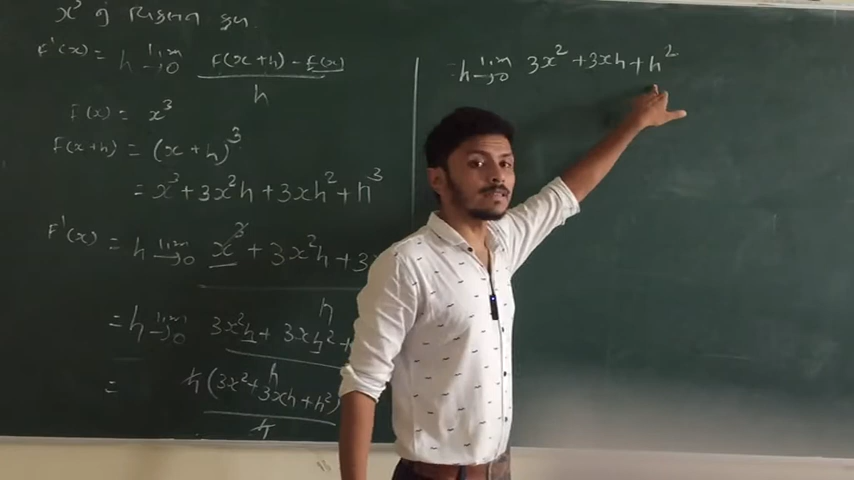 x³
F'(x) = lim h→0 F(x+h) - F(x) / h
F(x) = x³
F(x+h) = (x+h)³
= x³ + 3x²h + 3xh² + h³
F'(x) = h lim →0 x³ + 3x²h + 3
h
= h lim →0 3x²h + 3xh² +
h
= h(3x² + 3xh + h²)
h
= h lim →0 3x² + 3xh + h²